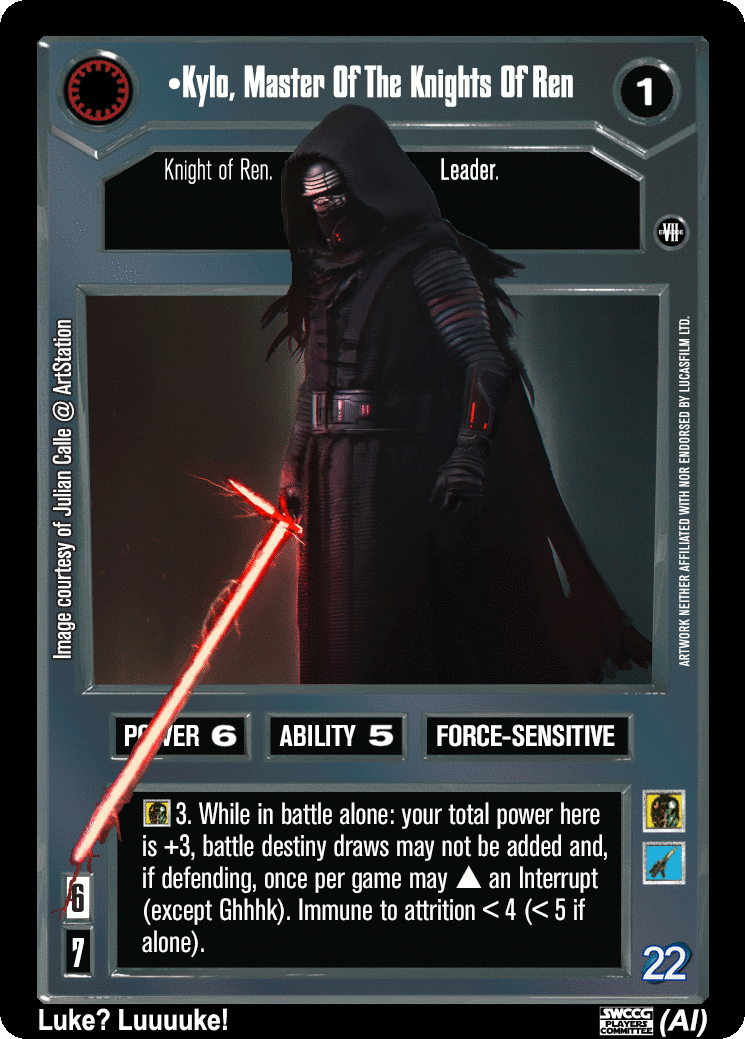 •Kylo, Master Of The Knights Of Ren
1
Knight of Ren. Leader.
EPISODE VII
Image courtesy of Julian Calle @ ArtStation
ARTWORK NEITHER AFFILIATED WITH NOR ENDORSED BY LUCASFILM LTD.
POWER 6 ABILITY 5 FORCE-SENSITIVE
3. While in battle alone: your total power here
is +3, battle destiny draws may not be added and,
if defending, once per game may ▲ an Interrupt
(except Ghhhk). Immune to attrition < 4 (< 5 if
alone).
6
7
22
Luke? Luuuuke!
SWCCG
PLAYERS
COMMITTEE
(AI)